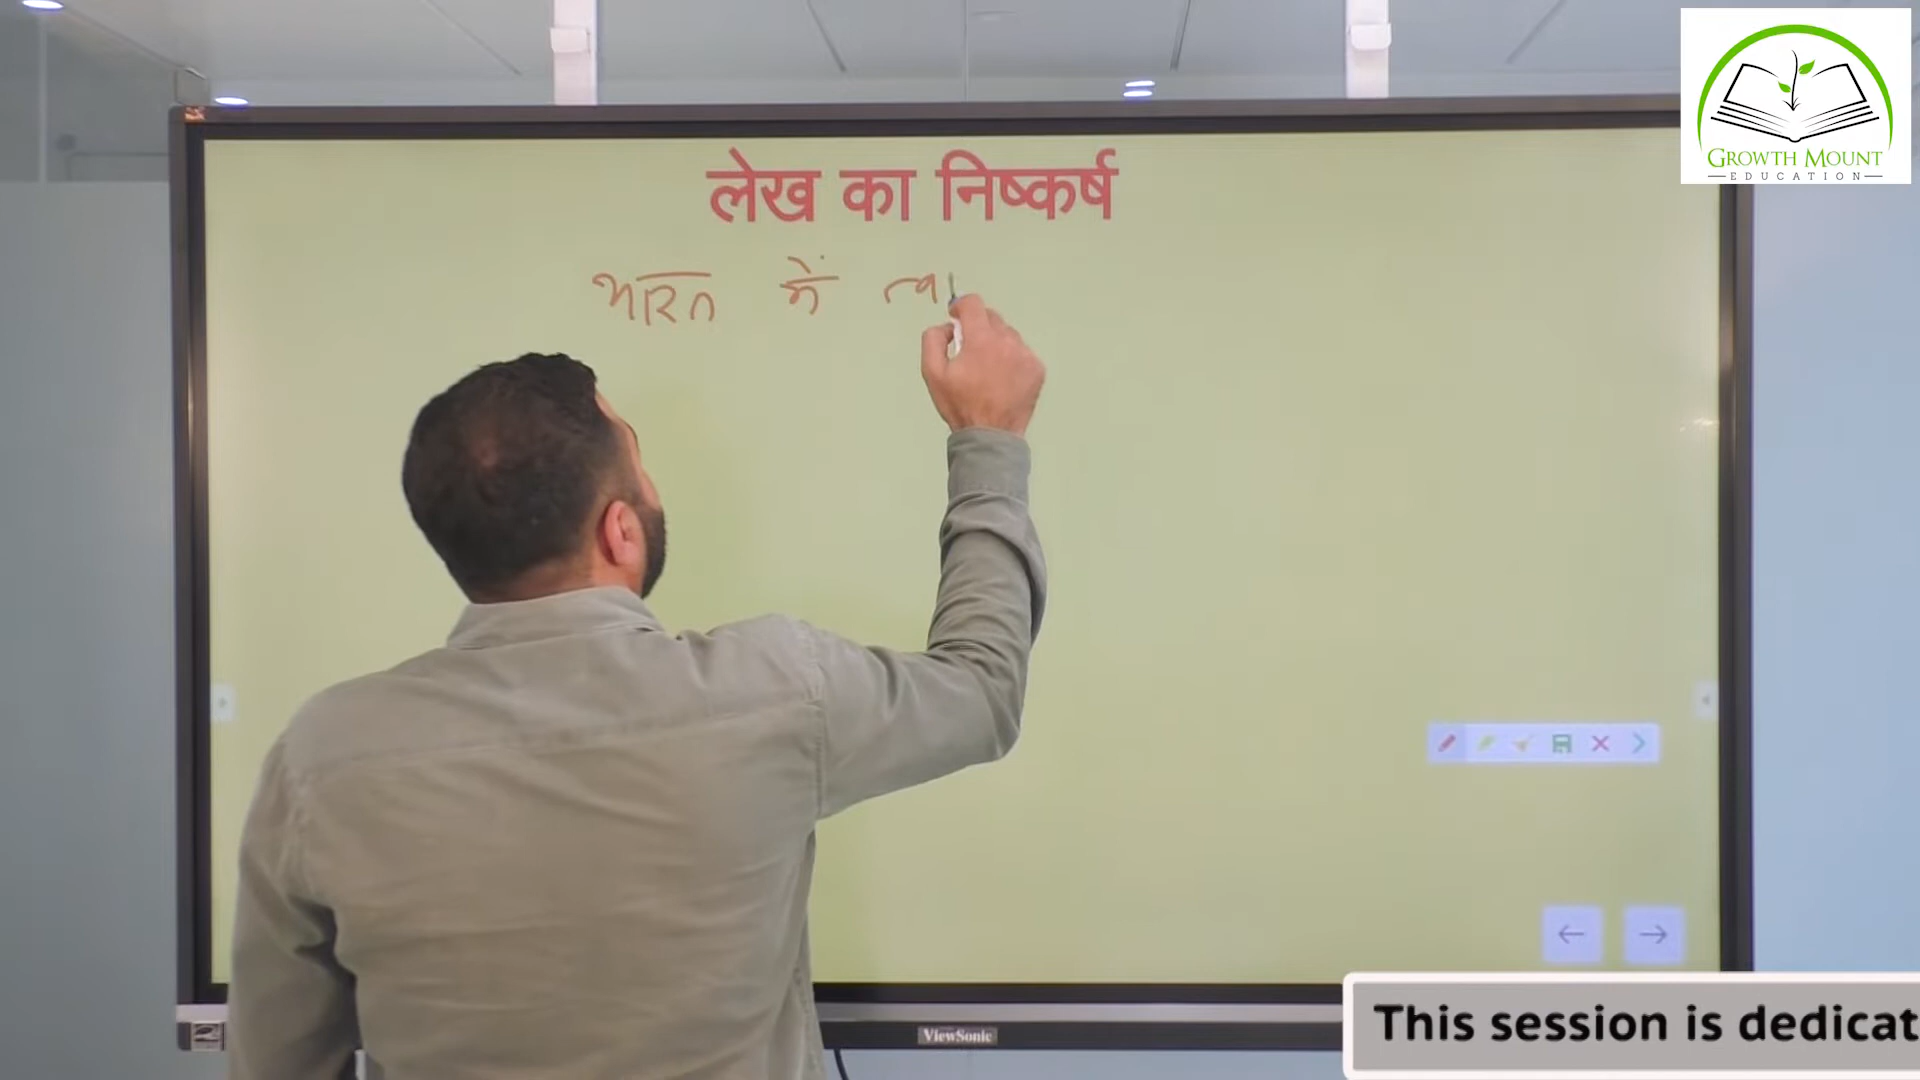 GROWTH MOUNT
EDUCATION
लेख का निष्कर्ष
भारत में
ViewSonic
This session is dedicat